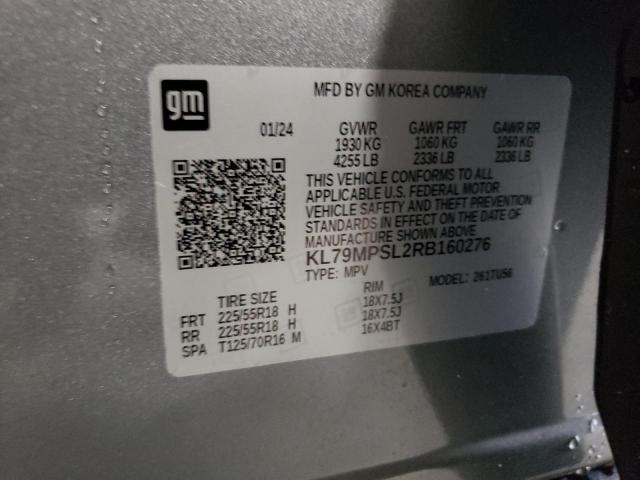 gm
MFD BY GM KOREA COMPANY
01/24 GVWR GAWR FRT GAWR RR
1930 KG 1060 KG 1060 KG
4255 LB 2336 LB 2336 LB
THIS VEHICLE CONFORMS TO ALL
APPLICABLE U.S. FEDERAL MOTOR
VEHICLE SAFETY AND THEFT PREVENTION
STANDARDS IN EFFECT ON THE DATE OF
MANUFACTURE SHOWN ABOVE
KL79MPSL2RB160276
TYPE: MPV MODEL: 261TU56
TIRE SIZE RIM
FRT 225/55R18 H 18X7.5J
RR 225/55R18 H 18X7.5J
SPA T125/70R16 M 16X4BT